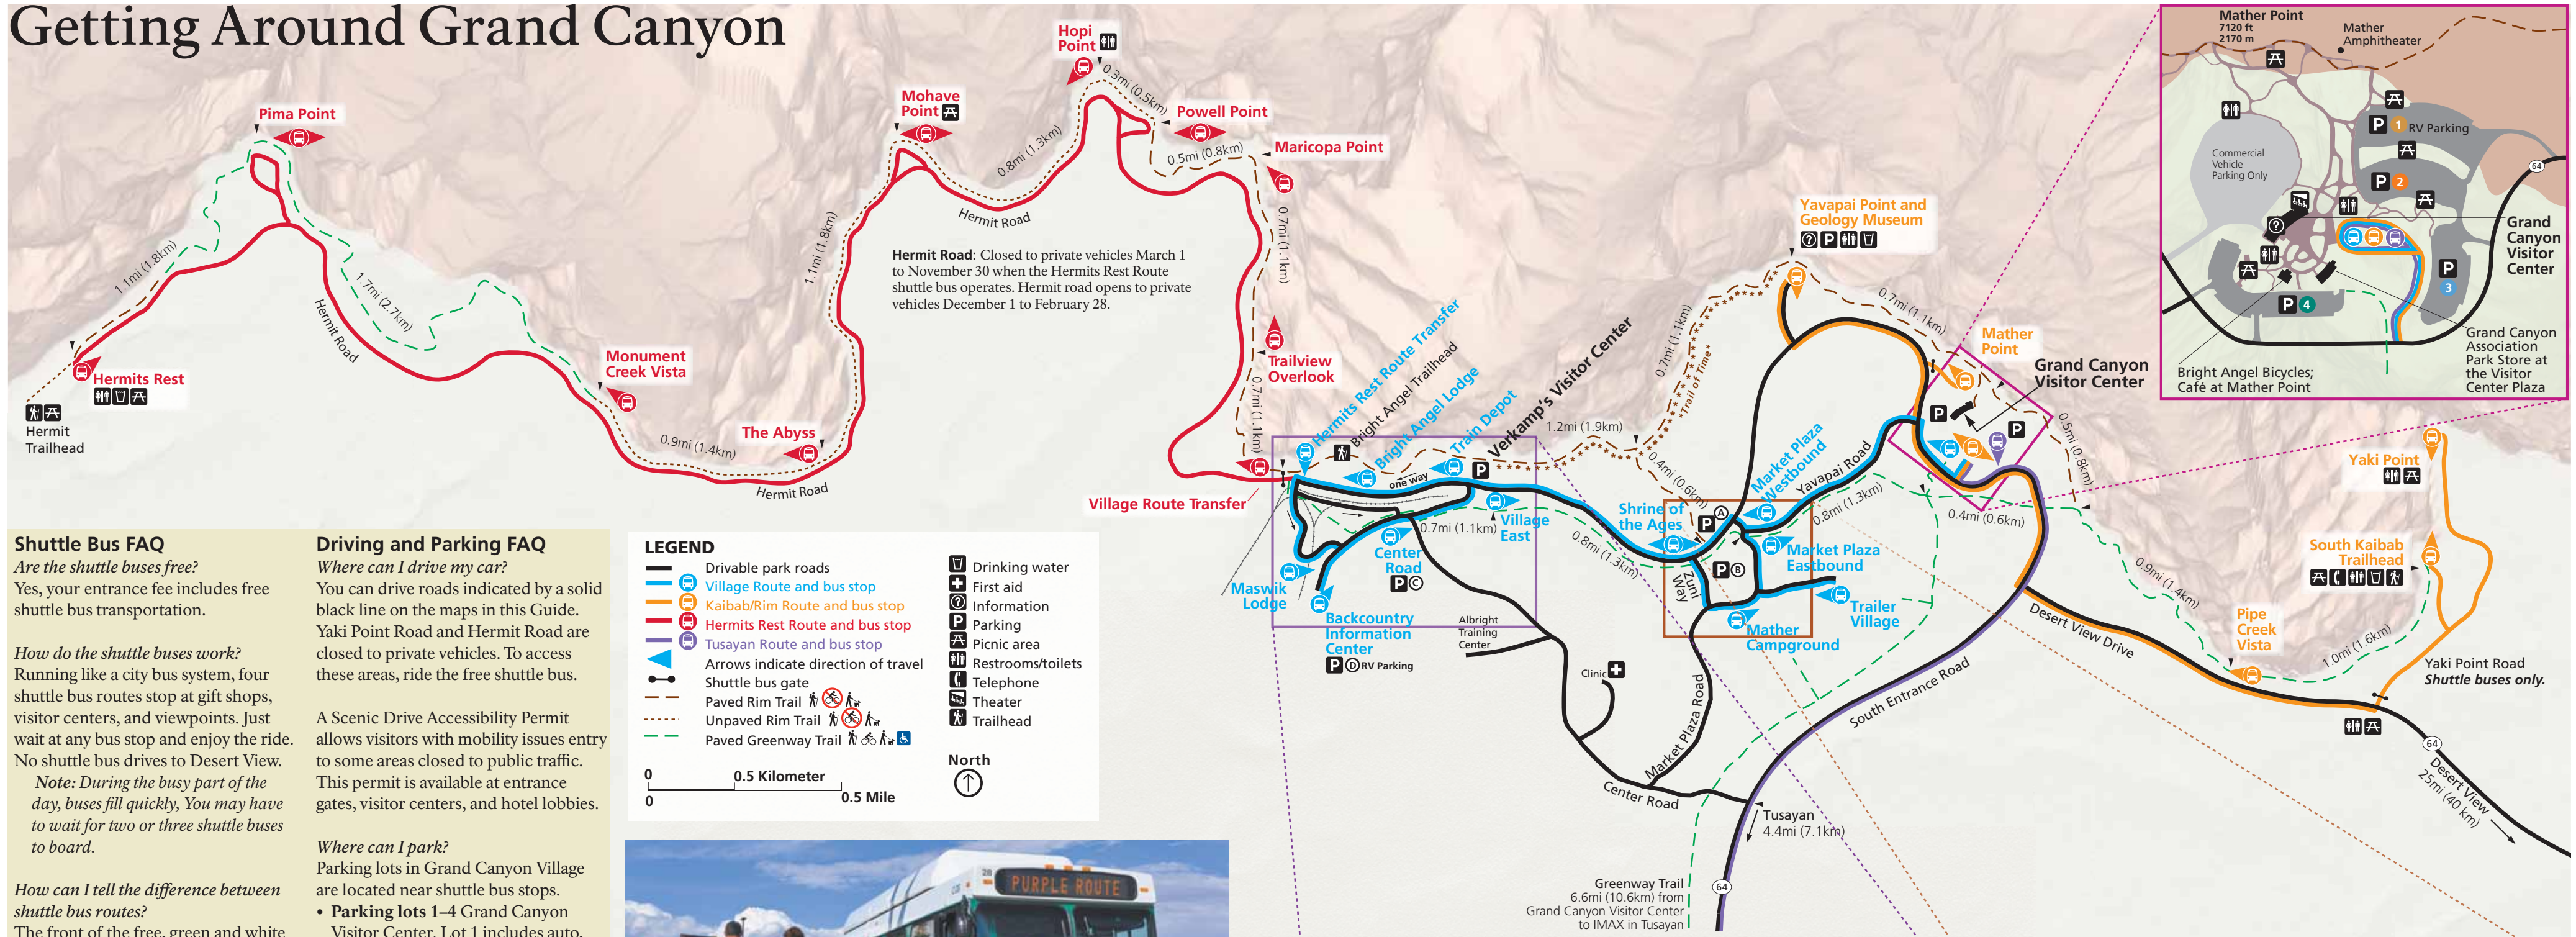 Getting Around Grand Canyon
Pima Point
1.1mi (1.8km)
1.7mi (2.7km)
Hermit Road
Hermits Rest
Hermit
Trailhead
Monument
Creek Vista
0.9mi (1.4km)
The Abyss
Hermit Road
1.1mi (1.8km)
Mohave
Point
0.8mi (1.3km)
Hermit Road
Hopi
Point
0.3mi (0.5km)
Powell Point
0.5mi (0.8km)
Maricopa Point
0.7mi (1.1km)
Hermit Road: Closed to private vehicles March 1
to November 30 when the Hermits Rest Route
shuttle bus operates. Hermit road opens to private
vehicles December 1 to February 28.
Trailview
Overlook
0.7mi (1.1km)
Village Route Transfer
Hermits Rest Route Transfer
Bright Angel Trailhead
Bright Angel Lodge
Train Depot
Verkamp's Visitor Center
one way
P
Village
East
0.7mi (1.1km)
Center
Road
P C
Maswik
Lodge
Backcountry
Information
Center
P D RV Parking
Albright
Training
Center
Clinic
1.2mi (1.9km)
0.7mi (1.1km)
"Trail of Time"
0.4mi (0.6km)
0.8mi (1.3km)
Shrine of
the Ages
P A
P B
Zuni
Way
Market Plaza
Westbound
Market Plaza
Eastbound
Yavapai Road
0.8mi (1.3km)
Trailer
Village
Mather
Campground
Market Plaza Road
Center Road
Tusayan
4.4mi (7.1km)
64
Greenway Trail
6.6mi (10.6km) from
Grand Canyon Visitor Center
to IMAX in Tusayan
South Entrance Road
Yavapai Point and
Geology Museum
? P
0.7mi (1.1km)
Mather
Point
Grand Canyon
Visitor Center
P
P
0.5mi (0.8km)
0.4mi (0.6km)
0.9mi (1.4km)
Desert View Drive
Pipe
Creek
Vista
1.0mi (1.6km)
Yaki Point
South Kaibab
Trailhead
Yaki Point Road
Shuttle buses only.
64
Desert View
25mi (40 km)
Mather Point
7120 ft
2170 m
Mather
Amphitheater
P 1 RV Parking
Commercial
Vehicle
Parking Only
P 2
64
?
Grand
Canyon
Visitor
Center
P
3
P 4
Bright Angel Bicycles;
Café at Mather Point
Grand Canyon
Association
Park Store at
the Visitor
Center Plaza
Shuttle Bus FAQ
Are the shuttle buses free?
Yes, your entrance fee includes free
shuttle bus transportation.
How do the shuttle buses work?
Running like a city bus system, four
shuttle bus routes stop at gift shops,
visitor centers, and viewpoints. Just
wait at any bus stop and enjoy the ride.
No shuttle bus drives to Desert View.
Note: During the busy part of the
day, buses fill quickly, You may have
to wait for two or three shuttle buses
to board.
How can I tell the difference between
shuttle bus routes?
The front of the free, green and white
Driving and Parking FAQ
Where can I drive my car?
You can drive roads indicated by a solid
black line on the maps in this Guide.
Yaki Point Road and Hermit Road are
closed to private vehicles. To access
these areas, ride the free shuttle bus.
A Scenic Drive Accessibility Permit
allows visitors with mobility issues entry
to some areas closed to public traffic.
This permit is available at entrance
gates, visitor centers, and hotel lobbies.
Where can I park?
Parking lots in Grand Canyon Village
are located near shuttle bus stops.
• Parking lots 1–4 Grand Canyon
Visitor Center. Lot 1 includes auto,
LEGEND
Drivable park roads
Village Route and bus stop
Kaibab/Rim Route and bus stop
Hermits Rest Route and bus stop
Tusayan Route and bus stop
Arrows indicate direction of travel
Shuttle bus gate
Paved Rim Trail
Unpaved Rim Trail
Paved Greenway Trail
0 0.5 Kilometer
0 0.5 Mile
Drinking water
First aid
? Information
P Parking
Picnic area
Restrooms/toilets
Telephone
Theater
Trailhead
North
28 PURPLE ROUTE